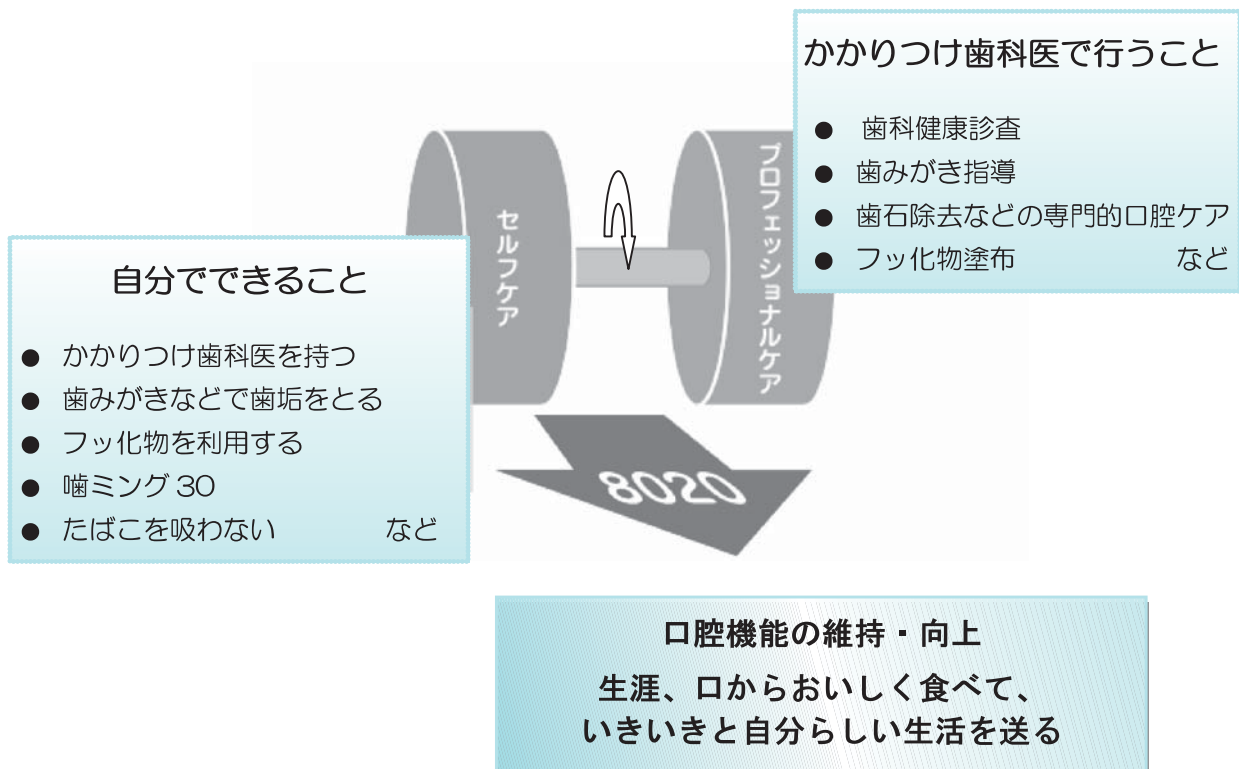 かかりつけ歯科医で行うこと
● 歯科健康診査
● 歯みがき指導
● 歯石除去などの専門的口腔ケア
● フッ化物塗布 など
セルフケア
プロフェッショナルケア
自分でできること
● かかりつけ歯科医を持つ
● 歯みがきなどで歯垢をとる
● フッ化物を利用する
● 噛ミング30
● たばこを吸わない など
8020
口腔機能の維持・向上
生涯、口からおいしく食べて、
いきいきと自分らしい生活を送る